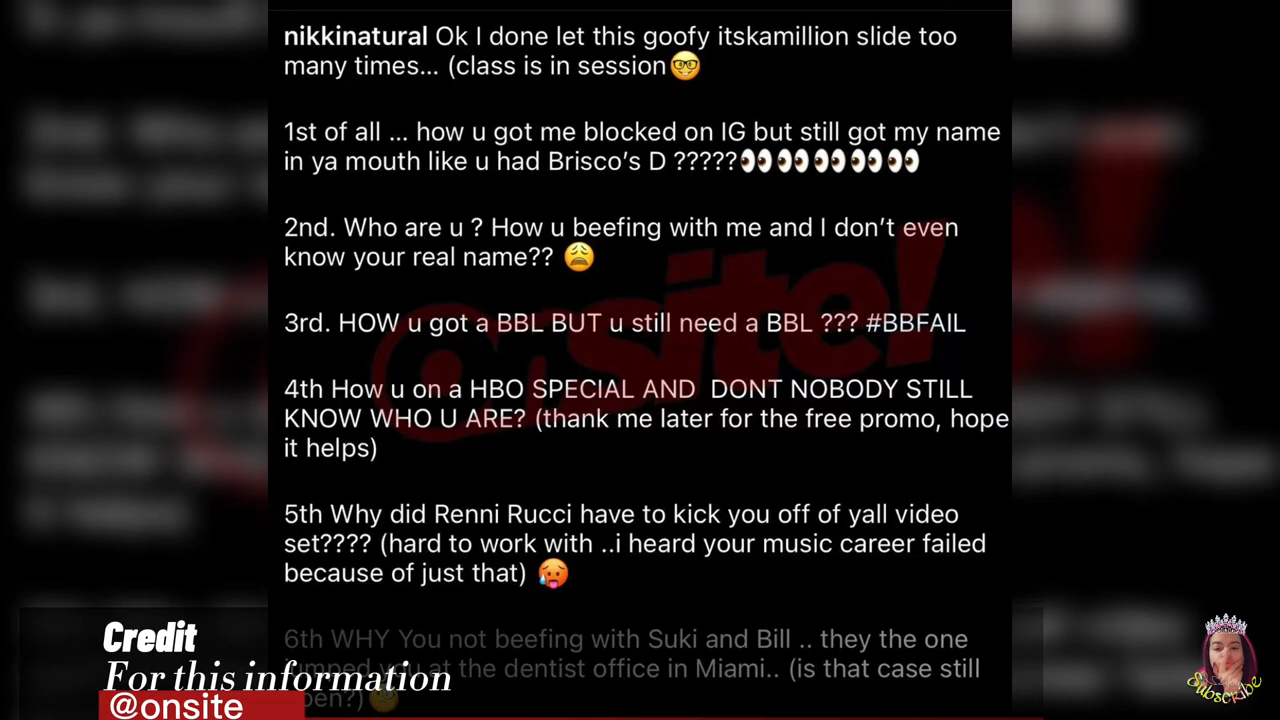 nikkinatural Ok I done let this goofy itskamillion slide too
many times... (class is in session🤓
1st of all ... how u got me blocked on IG but still got my name
in ya mouth like u had Brisco's D ?????👀👀👀👀👀
2nd. Who are u ? How u beefing with me and I don't even
know your real name?? 😩
3rd. HOW u got a BBL BUT u still need a BBL ??? #BBFAIL
4th How u on a HBO SPECIAL AND DONT NOBODY STILL
KNOW WHO U ARE? (thank me later for the free promo, hope
it helps)
5th Why did Renni Rucci have to kick you off of yall video
set???? (hard to work with ..i heard your music career failed
because of just that) 🥵
6th WHY You not beefing with Suki and Bill .. they the one
at the dentist office in Miami.. (is that case still
onsite!
Credit
For this information
@onsite
Subscribe